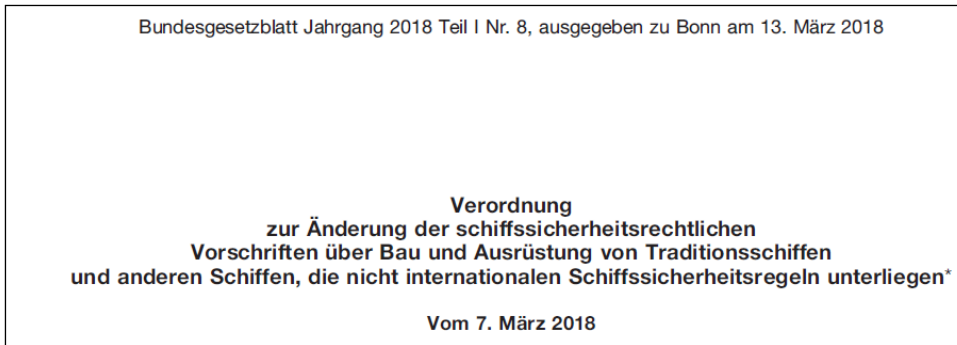 Bundesgesetzblatt Jahrgang 2018 Teil I Nr. 8, ausgegeben zu Bonn am 13. März 2018
Verordnung
zur Änderung der schiffssicherheitsrechtlichen
Vorschriften über Bau und Ausrüstung von Traditionsschiffen
und anderen Schiffen, die nicht internationalen Schiffssicherheitsregeln unterliegen*
Vom 7. März 2018